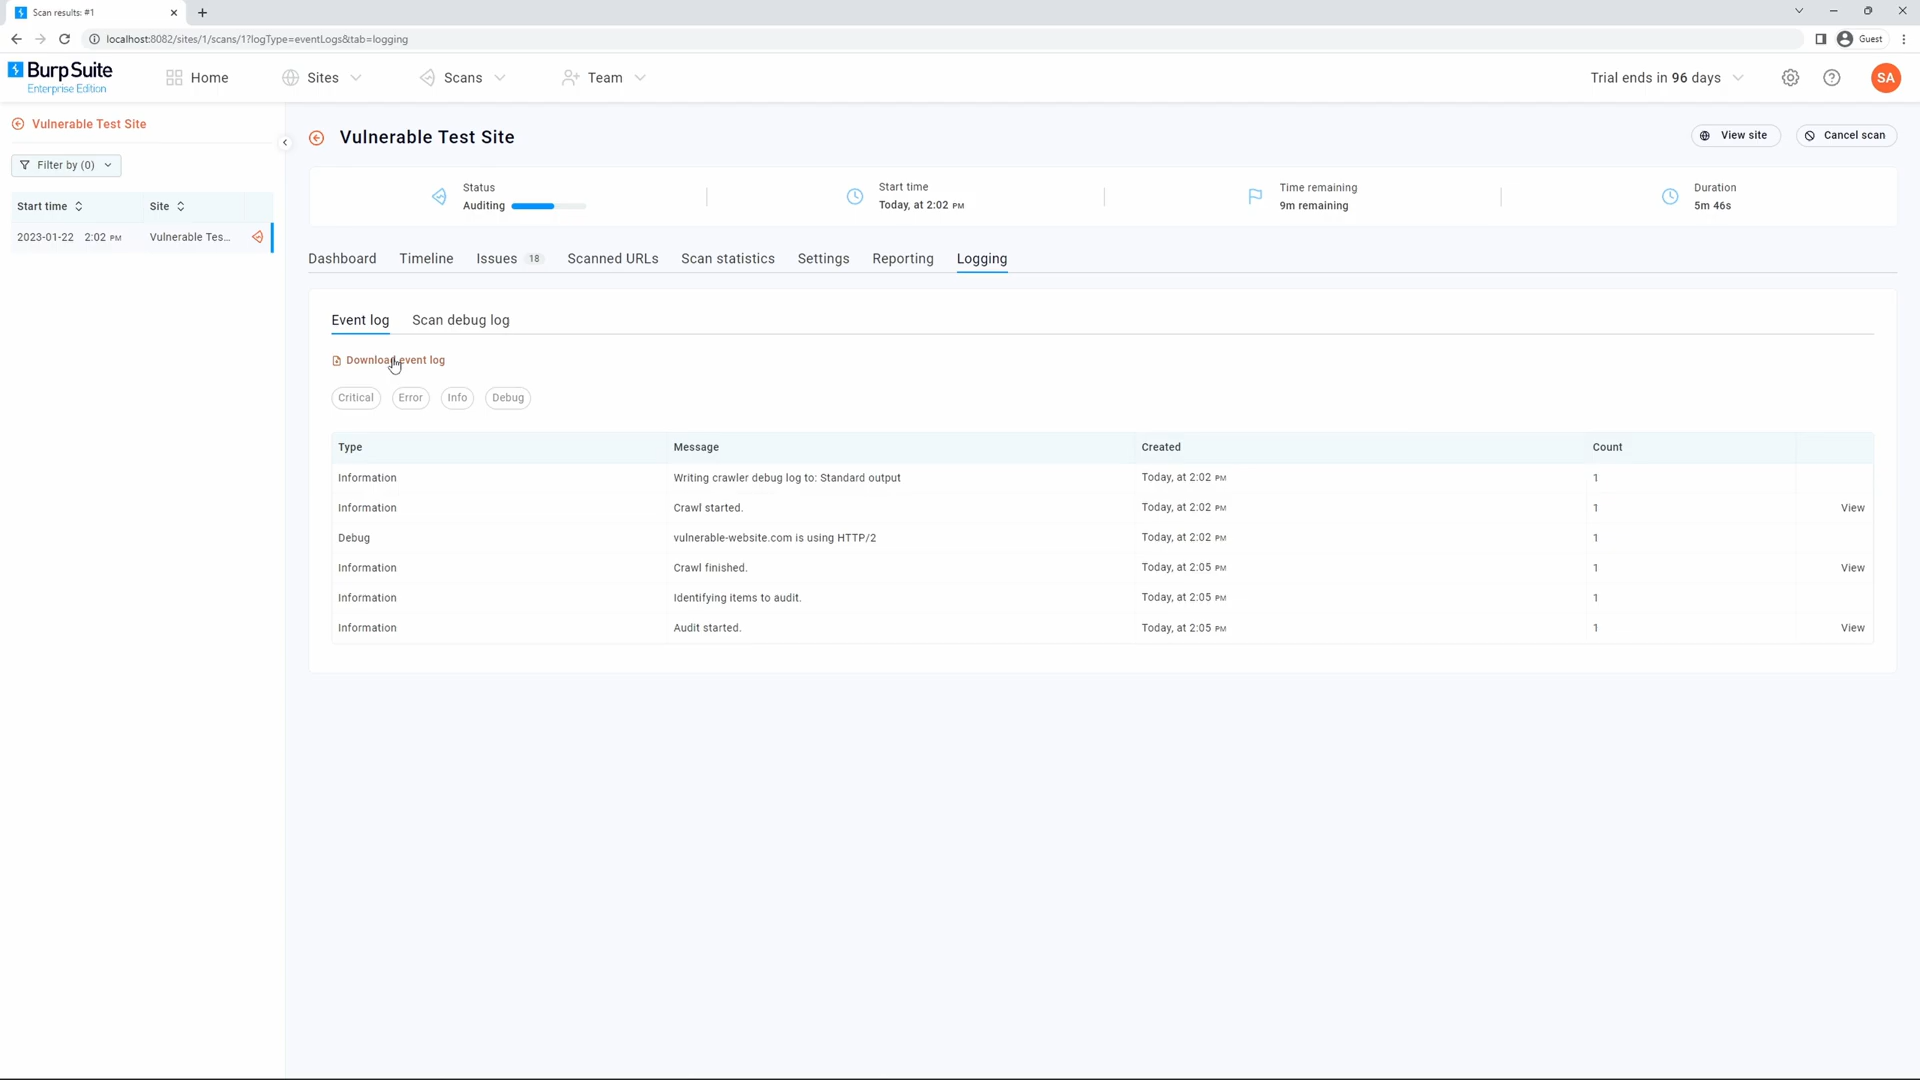 Scan results: #1
localhost:8082/sites/1/scans/1?logType=eventLogs&tab=logging
Guest
Burp Suite
Enterprise Edition
Home
Sites
Scans
Team
Trial ends in 96 days
SA
Vulnerable Test Site
Filter by (0)
Start time Site
2023-01-22 2:02 PM Vulnerable Tes...
Vulnerable Test Site
View site
Cancel scan
Status
Auditing
Start time
Today, at 2:02 PM
Time remaining
9m remaining
Duration
5m 46s
Dashboard Timeline Issues 18 Scanned URLs Scan statistics Settings Reporting Logging
Event log Scan debug log
Download event log
Critical Error Info Debug
Type Message Created Count
Information Writing crawler debug log to: Standard output Today, at 2:02 PM 1
Information Crawl started. Today, at 2:02 PM 1 View
Debug vulnerable-website.com is using HTTP/2 Today, at 2:02 PM 1
Information Crawl finished. Today, at 2:05 PM 1 View
Information Identifying items to audit. Today, at 2:05 PM 1
Information Audit started. Today, at 2:05 PM 1 View